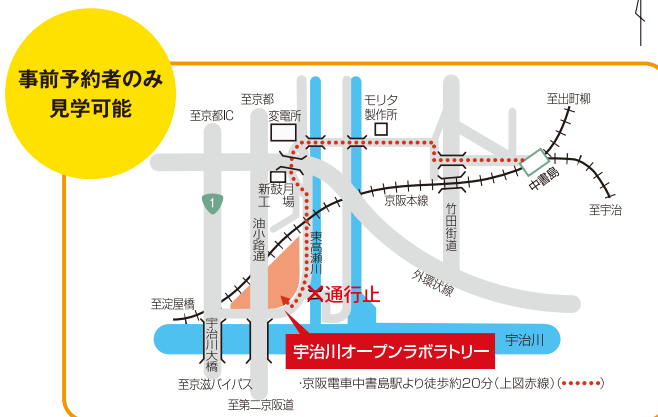 事前予約者のみ
見学可能
至京都IC
至京都
変電所
モリタ
製作所
至出町柳
中書島
至宇治
新鼓月
工場
1
油小路通
東高瀬川
京阪本線
竹田街道
外環状線
至淀屋橋
通行止
宇治川大橋
宇治川オープンラボラトリー
宇治川
至京滋バイパス
至第二京阪道
・京阪電車中書島駅より徒歩約20分（上図赤線）（••••••）